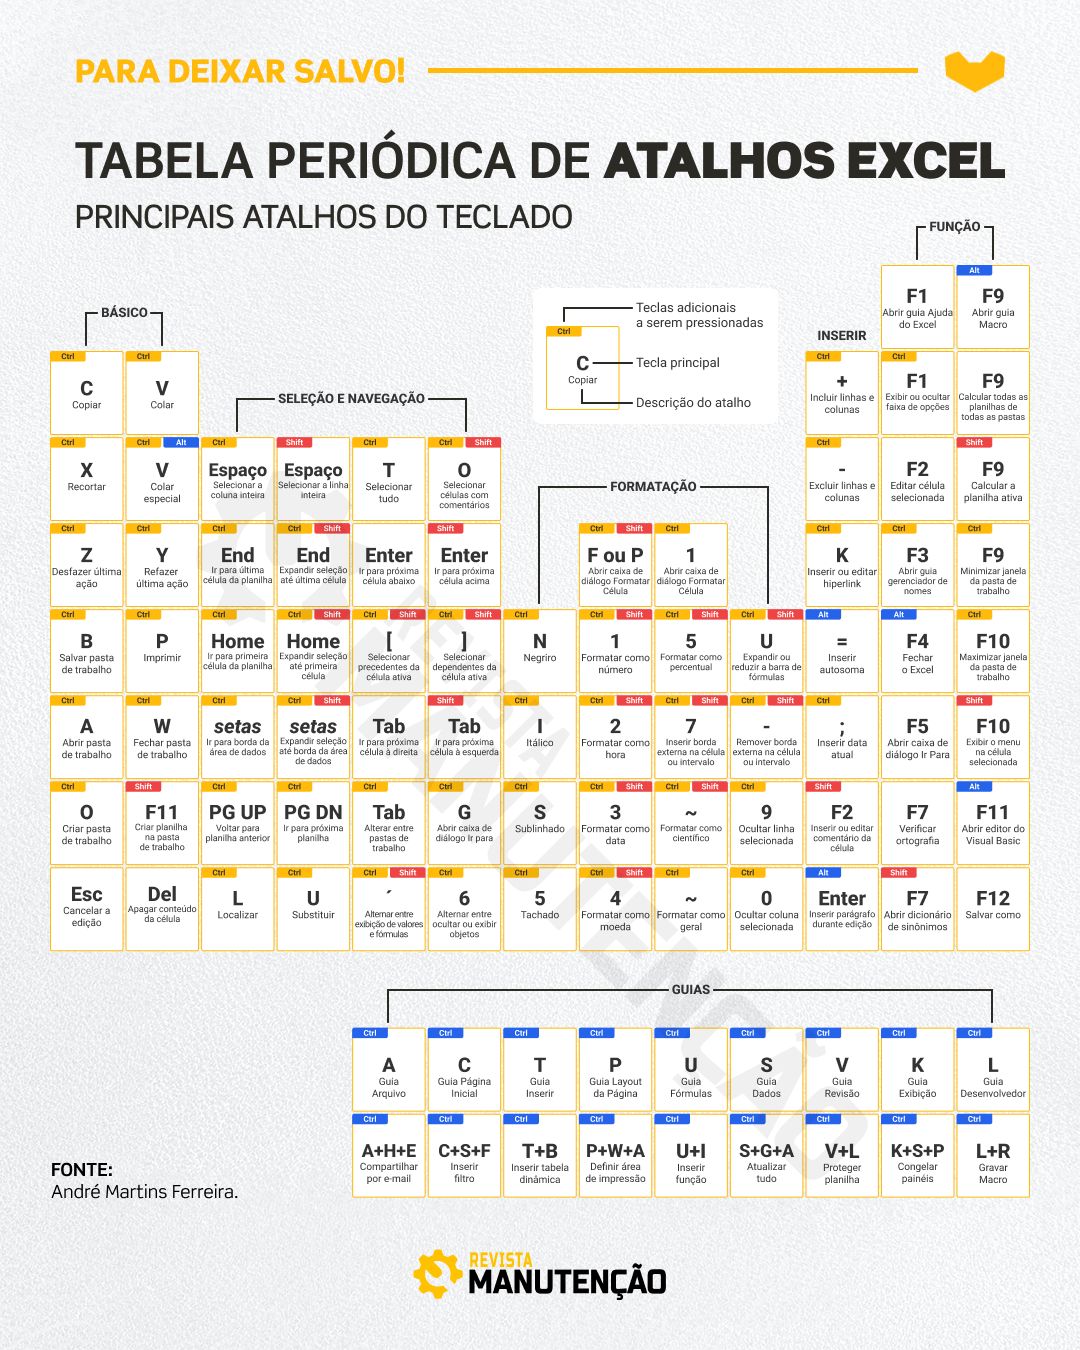 PARA DEIXAR SALVO!
TABELA PERIÓDICA DE ATALHOS EXCEL
PRINCIPAIS ATALHOS DO TECLADO
FUNÇÃO
F1
Abrir guia Ajuda
do Excel
Alt
F9
Abrir guia
Macro
Teclas adicionais
a serem pressionadas
Ctrl
C
Copiar
Tecla principal
Descrição do atalho
BÁSICO
INSERIR
Ctrl
C
Copiar
Ctrl
V
Colar
Ctrl
+
Incluir linhas e
colunas
Ctrl
F1
Exibir ou ocultar
faixa de opções
F9
Calcular todas as
planilhas de
todas as pastas
SELEÇÃO E NAVEGAÇÃO
Ctrl
X
Recortar
Ctrl Alt
V
Colar
especial
Ctrl
Espaço
Selecionar a
coluna inteira
Shift
Espaço
Selecionar a linha
inteira
Ctrl
T
Selecionar
tudo
Ctrl Shift
O
Selecionar
células com
comentários
Ctrl
-
Excluir linhas e
colunas
F2
Editar célula
selecionada
Shift
F9
Calcular a
planilha ativa
FORMATAÇÃO
Ctrl
Z
Desfazer última
ação
Ctrl
Y
Refazer
última ação
Ctrl
End
Ir para última
célula da planilha
Ctrl Shift
End
Expandir seleção
até última célula
Enter
Ir para próxima
célula abaixo
Shift
Enter
Ir para próxima
célula acima
Ctrl Shift
F ou P
Abrir caixa de
diálogo Formatar
Célula
Ctrl
1
Abrir caixa de
diálogo Formatar
Célula
Ctrl
K
Inserir ou editar
hiperlink
Ctrl
F3
Abrir guia
gerenciador de
nomes
Ctrl
F9
Minimizar janela
da pasta de
trabalho
Ctrl
B
Salvar pasta
de trabalho
Ctrl
P
Imprimir
Ctrl
Home
Ir para primeira
célula da planilha
Ctrl Shift
Home
Expandir seleção
até primeira
célula
Ctrl Shift
[
Selecionar
precedentes da
célula ativa
Ctrl Shift
]
Selecionar
dependentes da
célula ativa
Ctrl
N
Negriro
Ctrl Shift
1
Formatar como
número
Ctrl Shift
5
Formatar como
percentual
Ctrl Shift
U
Expandir ou
reduzir a barra de
fórmulas
Alt
=
Inserir
autosoma
Alt
F4
Fechar
o Excel
Ctrl
F10
Maximizar janela
da pasta de
trabalho
Ctrl
A
Abrir pasta
de trabalho
Ctrl
W
Fechar pasta
de trabalho
Ctrl
setas
Ir para borda da
área de dados
Ctrl Shift
setas
Expandir seleção
até borda da área
de dados
Tab
Ir para próxima
célula à direita
Shift
Tab
Ir para próxima
célula à esquerda
Ctrl
I
Itálico
Ctrl Shift
2
Formatar como
hora
Ctrl Shift
7
Inserir borda
externa na célula
ou intervalo
Ctrl Shift
-
Remover borda
externa na célula
ou intervalo
Ctrl
;
Inserir data
atual
F5
Abrir caixa de
diálogo Ir Para
Shift
F10
Exibir o menu
na célula
selecionada
Ctrl
O
Criar pasta
de trabalho
Shift
F11
Criar planilha
na pasta
de trabalho
Ctrl
PG UP
Voltar para
planilha anterior
Ctrl
PG DN
Ir para próxima
planilha
Ctrl
Tab
Alterar entre
pastas de
trabalho
Ctrl
G
Abrir caixa de
diálogo Ir para
Ctrl
S
Sublinhado
Ctrl Shift
3
Formatar como
data
Ctrl Shift
~
Formatar como
científico
Ctrl
9
Ocultar linha
selecionada
Shift
F2
Inserir ou editar
comentário da
célula
F7
Verificar
ortografia
Alt
F11
Abrir editor do
Visual Basic
Esc
Cancelar a
edição
Del
Apagar conteúdo
da célula
Ctrl
L
Localizar
Ctrl
U
Substituir
Ctrl Shift
´
Alternar entre
exibição de valores
e fórmulas
Ctrl
6
Alternar entre
ocultar ou exibir
objetos
Ctrl
5
Tachado
Ctrl Shift
4
Formatar como
moeda
Ctrl
~
Formatar como
geral
Ctrl
0
Ocultar coluna
selecionada
Alt
Enter
Inserir parágrafo
durante edição
Shift
F7
Abrir dicionário
de sinônimos
F12
Salvar como
REVISTA
MANUTENÇÃO
GUIAS
Ctrl
A
Guia
Arquivo
Ctrl
C
Guia Página
Inicial
Ctrl
T
Guia
Inserir
Ctrl
P
Guia Layout
da Página
Ctrl
U
Guia
Fórmulas
Ctrl
S
Guia
Dados
Ctrl
V
Guia
Revisão
Ctrl
K
Guia
Exibição
Ctrl
L
Guia
Desenvolvedor
Ctrl
A+H+E
Compartilhar
por e-mail
Ctrl
C+S+F
Inserir
filtro
Ctrl
T+B
Inserir tabela
dinâmica
Ctrl
P+W+A
Definir área
de impressão
Ctrl
U+I
Inserir
função
Ctrl
S+G+A
Atualizar
tudo
Ctrl
V+L
Proteger
planilha
Ctrl
K+S+P
Congelar
painéis
Ctrl
L+R
Gravar
Macro
FONTE:
André Martins Ferreira.
REVISTA
MANUTENÇÃO